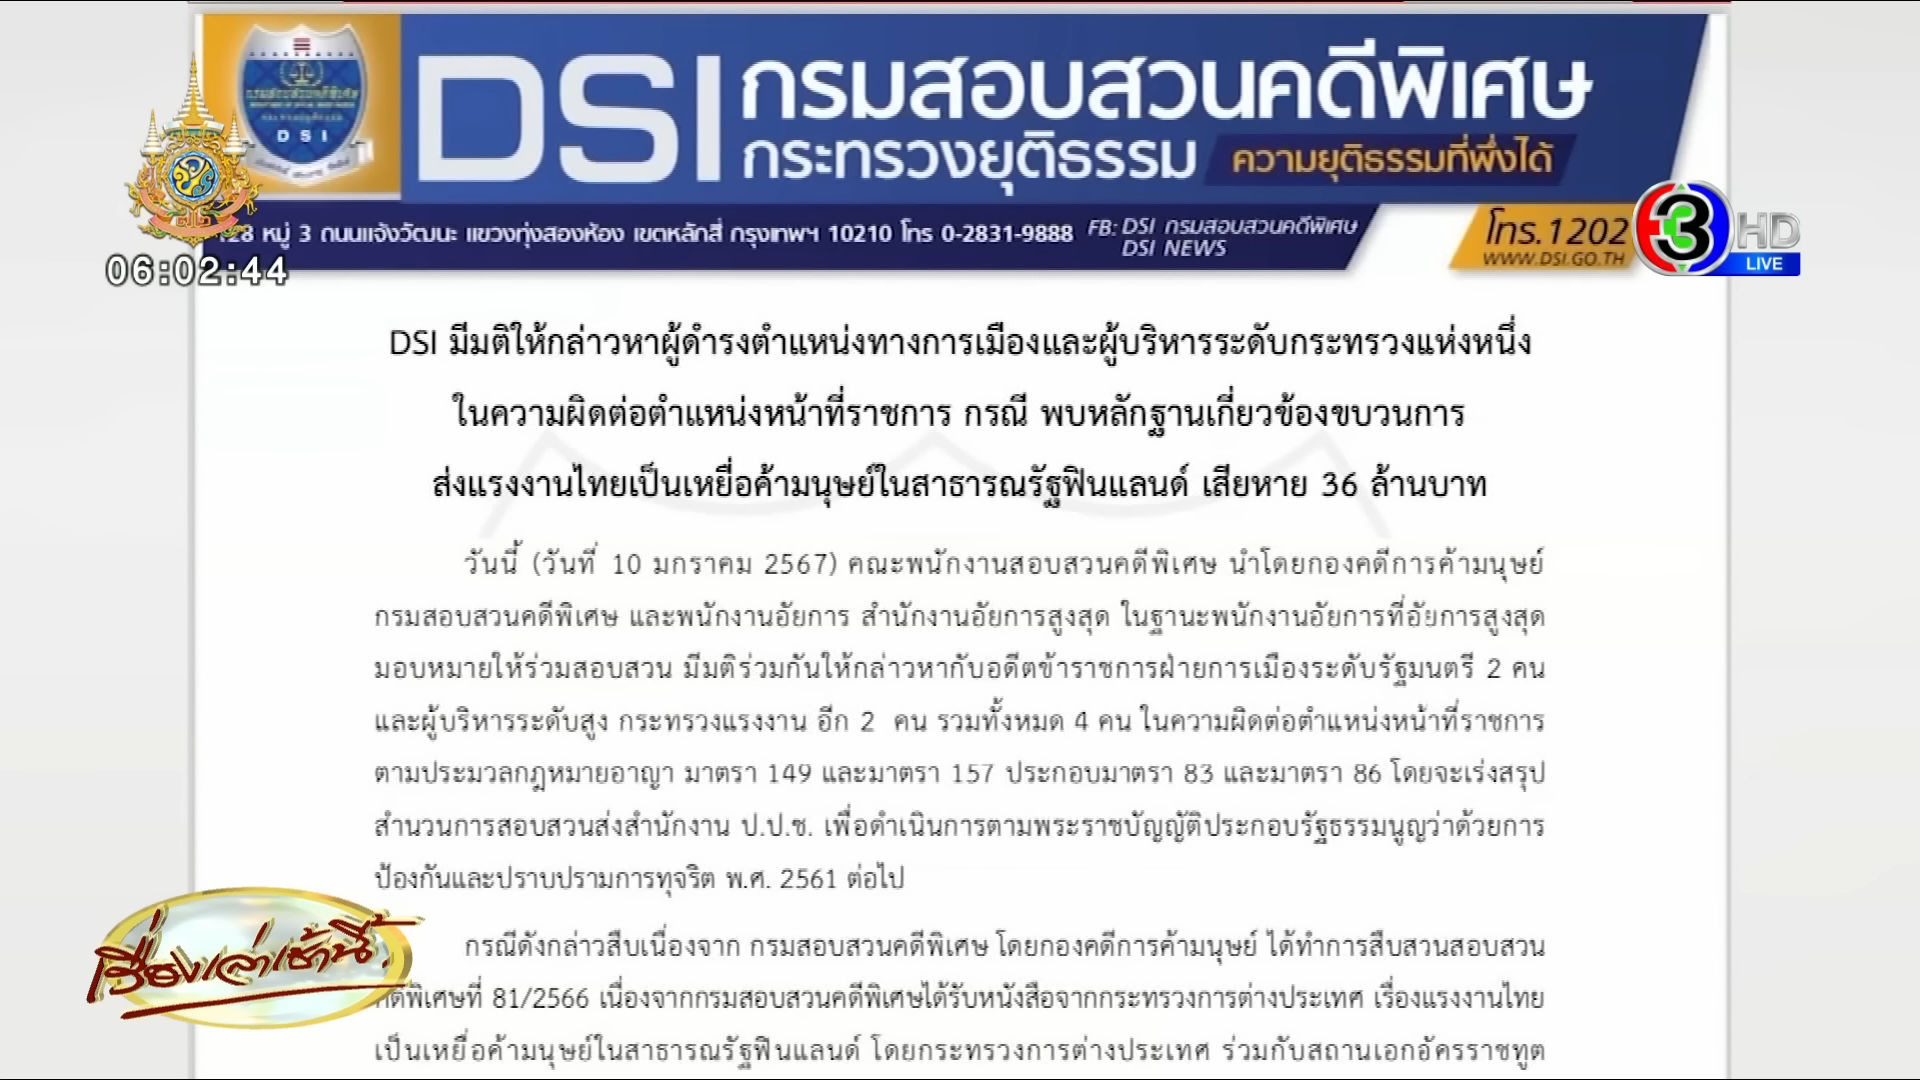 DSI กรมสอบสวนคดีพิเศษ
กระทรวงยุติธรรม ความยุติธรรมที่พึ่งได้
DSI
128 หมู่ 3 ถนนแจ้งวัฒนะ แขวงทุ่งสองห้อง เขตหลักสี่ กรุงเทพฯ 10210 โทร 0-2831-9888
FB: DSI กรมสอบสวนคดีพิเศษ
DSI NEWS
โทร.1202
WWW.DSI.GO.TH
3 HD
LIVE
06:02:44
DSI มีมติให้กล่าวหาผู้ดำรงตำแหน่งทางการเมืองและผู้บริหารระดับกระทรวงแห่งหนึ่ง
ในความผิดต่อตำแหน่งหน้าที่ราชการ กรณี พบหลักฐานเกี่ยวข้องขบวนการ
ส่งแรงงานไทยเป็นเหยื่อค้ามนุษย์ในสาธารณรัฐฟินแลนด์ เสียหาย 36 ล้านบาท
วันนี้ (วันที่ 10 มกราคม 2567) คณะพนักงานสอบสวนคดีพิเศษ นำโดยกองคดีการค้ามนุษย์
กรมสอบสวนคดีพิเศษ และพนักงานอัยการ สำนักงานอัยการสูงสุด ในฐานะพนักงานอัยการที่อัยการสูงสุด
มอบหมายให้ร่วมสอบสวน มีมติร่วมกันให้กล่าวหากับอดีตข้าราชการฝ่ายการเมืองระดับรัฐมนตรี 2 คน
และผู้บริหารระดับสูง กระทรวงแรงงาน อีก 2 คน รวมทั้งหมด 4 คน ในความผิดต่อตำแหน่งหน้าที่ราชการ
ตามประมวลกฎหมายอาญา มาตรา 149 และมาตรา 157 ประกอบมาตรา 83 และมาตรา 86 โดยจะเร่งสรุป
สำนวนการสอบสวนส่งสำนักงาน ป.ป.ช. เพื่อดำเนินการตามพระราชบัญญัติประกอบรัฐธรรมนูญว่าด้วยการ
ป้องกันและปราบปรามการทุจริต พ.ศ. 2561 ต่อไป
กรณีดังกล่าวสืบเนื่องจาก กรมสอบสวนคดีพิเศษ โดยกองคดีการค้ามนุษย์ ได้ทำการสืบสวนสอบสวน
คดีพิเศษที่ 81/2566 เนื่องจากกรมสอบสวนคดีพิเศษได้รับหนังสือจากกระทรวงการต่างประเทศ เรื่องแรงงานไทย
เป็นเหยื่อค้ามนุษย์ในสาธารณรัฐฟินแลนด์ โดยกระทรวงการต่างประเทศ ร่วมกับสถานเอกอัครราชทูต
เรื่องเล่าเช้านี้